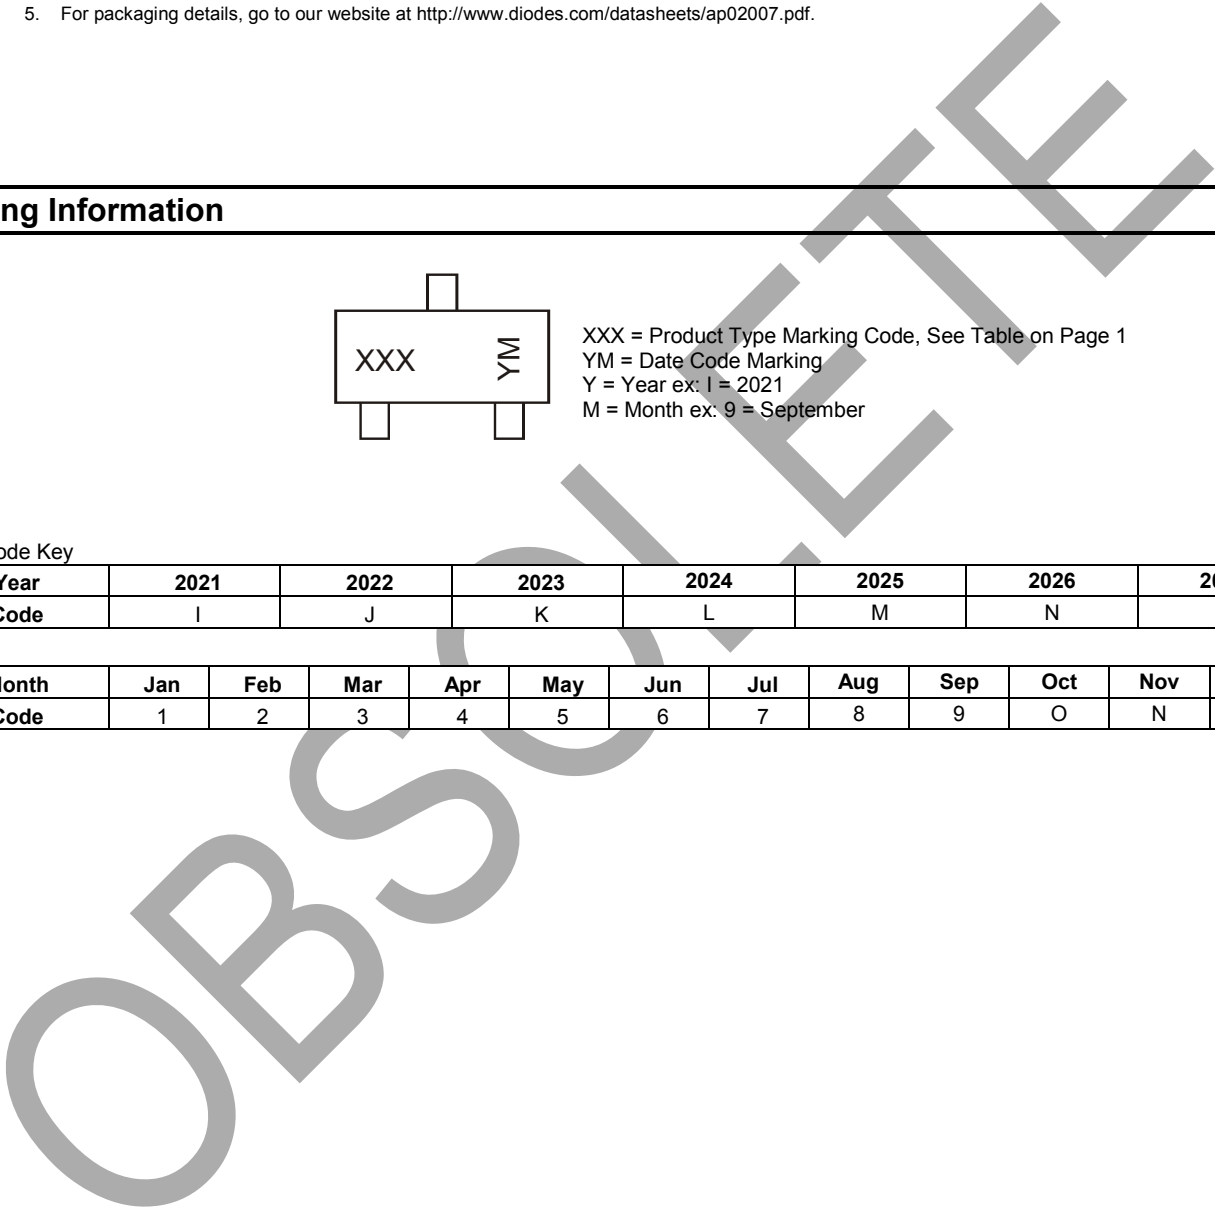 5. For packaging details, go to our website at http://www.diodes.com/datasheets/ap02007.pdf.
ng Information
XXX YM
XXX = Product Type Marking Code, See Table on Page 1
YM = Date Code Marking
Y = Year ex: I = 2021
M = Month ex: 9 = September
ode Key
Year 2021 2022 2023 2024 2025 2026 20
Code I J K L M N
Month Jan Feb Mar Apr May Jun Jul Aug Sep Oct Nov
Code 1 2 3 4 5 6 7 8 9 O N
OBSOLETE